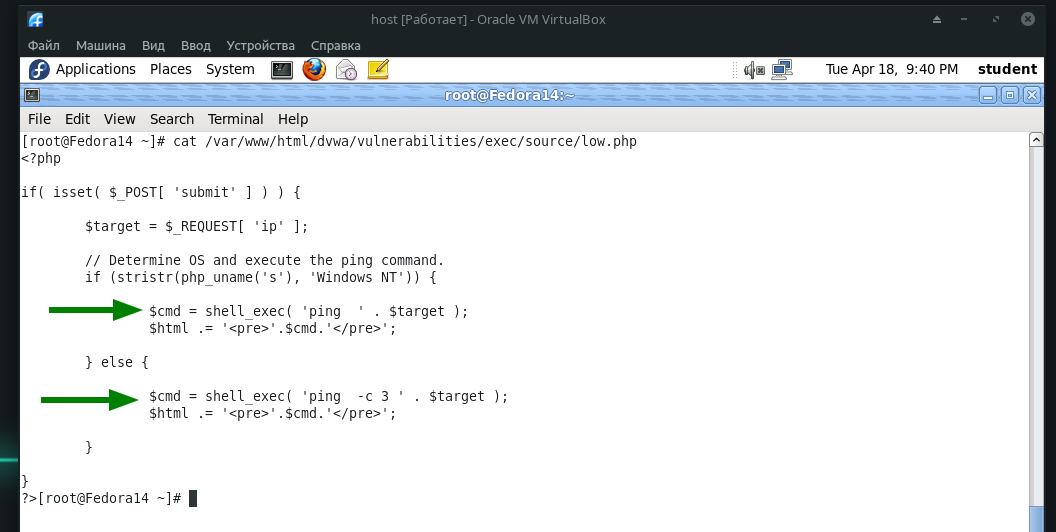 host [Работает] - Oracle VM VirtualBox
Файл Машина Вид Ввод Устройства Справка
Applications Places System Tue Apr 18, 9:40 PM student
root@Fedora14:~
File Edit View Search Terminal Help
[root@Fedora14 ~]# cat /var/www/html/dvwa/vulnerabilities/exec/source/low.php
<?php
if( isset( $_POST[ 'submit' ] ) ) {
        $target = $_REQUEST[ 'ip' ];
        // Determine OS and execute the ping command.
        if (stristr(php_uname('s'), 'Windows NT')) {
                $cmd = shell_exec( 'ping  ' . $target );
                $html .= '<pre>'.$cmd.'</pre>';
        } else {
                $cmd = shell_exec( 'ping  -c 3 ' . $target );
                $html .= '<pre>'.$cmd.'</pre>';
        }
}
?>[root@Fedora14 ~]#